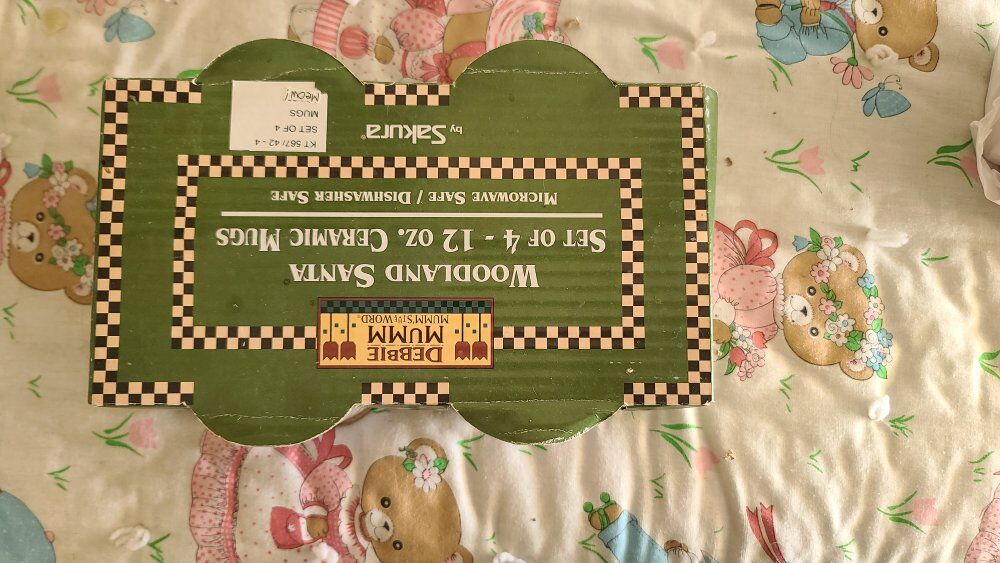 DEBBIE
MUMM
MUMM'S THE WORD®
WOODLAND SANTA
SET OF 4 - 12 OZ. CERAMIC MUGS
MICROWAVE SAFE / DISHWASHER SAFE
by Sakura®
KT 567/ 42 - 4
SET OF 4
MUGS
Meow!